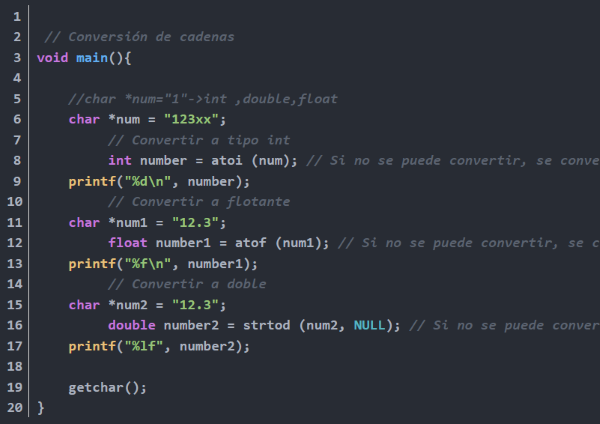 1
2 // Conversión de cadenas
3 void main(){
4
5 //char *num="1"->int ,double,float
6 char *num = "123xx";
7 // Convertir a tipo int
8 int number = atoi (num); // Si no se puede convertir, se conve
9 printf("%d\n", number);
10 // Convertir a flotante
11 char *num1 = "12.3";
12 float number1 = atof (num1); // Si no se puede convertir, se c
13 printf("%f\n", number1);
14 // Convertir a doble
15 char *num2 = "12.3";
16 double number2 = strtod (num2, NULL); // Si no se puede conver
17 printf("%lf", number2);
18
19 getchar();
20 }